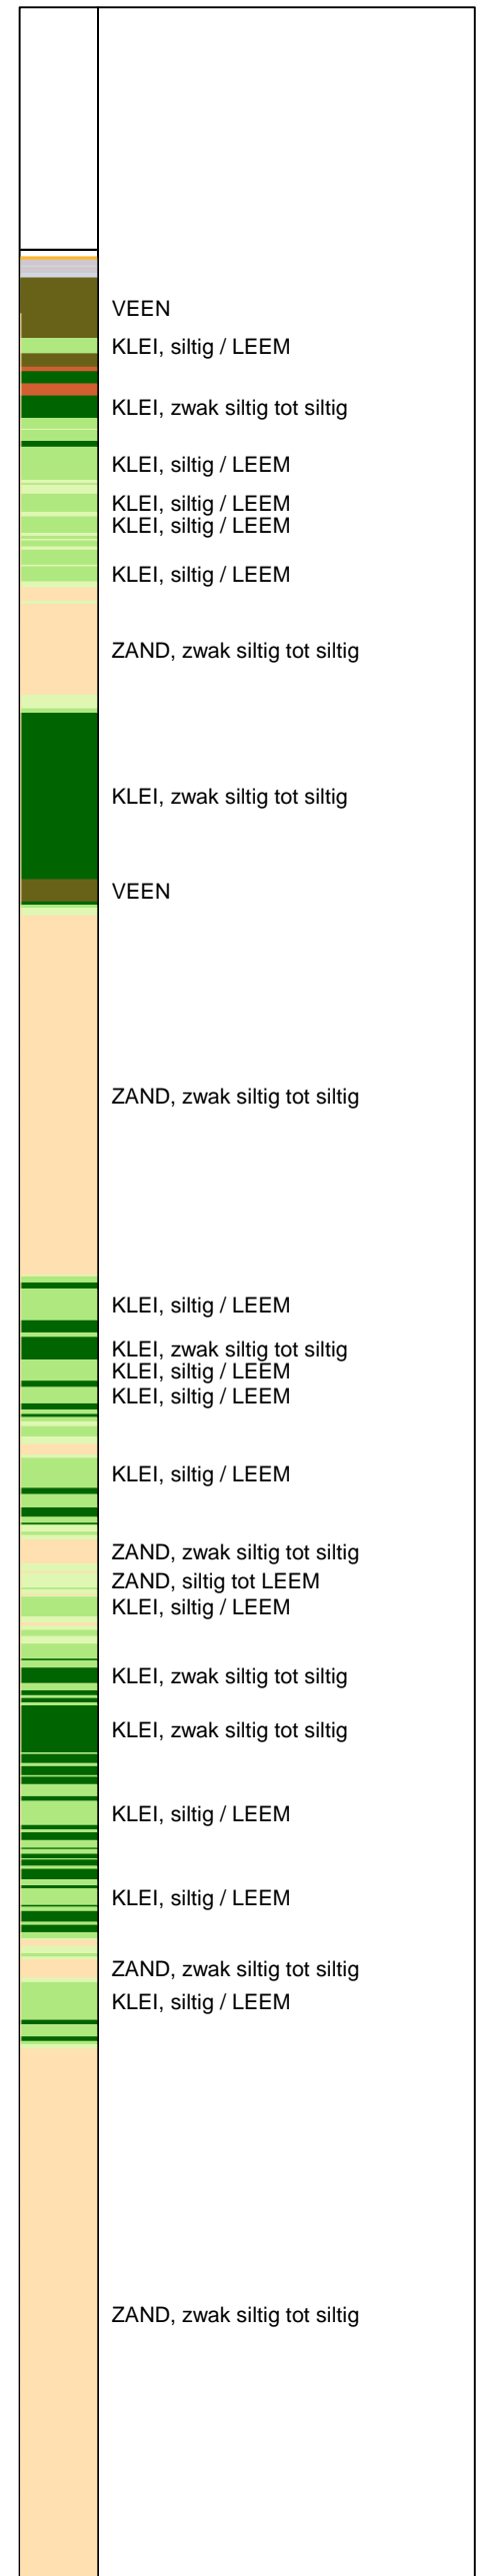 VEEN
KLEI, siltig / LEEM
KLEI, zwak siltig tot siltig
KLEI, siltig / LEEM
KLEI, siltig / LEEM
KLEI, siltig / LEEM
KLEI, siltig / LEEM
ZAND, zwak siltig tot siltig
KLEI, zwak siltig tot siltig
VEEN
ZAND, zwak siltig tot siltig
KLEI, siltig / LEEM
KLEI, zwak siltig tot siltig
KLEI, siltig / LEEM
KLEI, siltig / LEEM
KLEI, siltig / LEEM
ZAND, zwak siltig tot siltig
ZAND, siltig tot LEEM
KLEI, siltig / LEEM
KLEI, zwak siltig tot siltig
KLEI, zwak siltig tot siltig
KLEI, siltig / LEEM
KLEI, siltig / LEEM
ZAND, zwak siltig tot siltig
KLEI, siltig / LEEM
ZAND, zwak siltig tot siltig